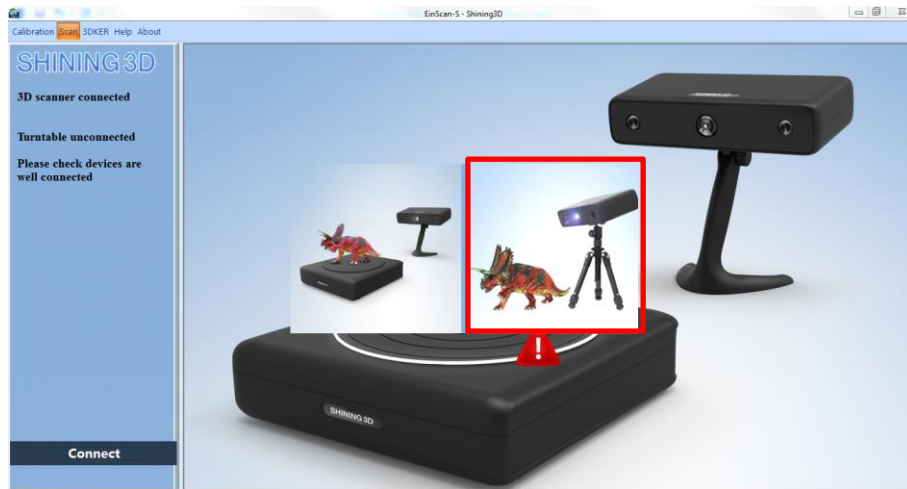 EinScan-S - Shining3D
Calibration Scan 3DKER Help About
SHINING 3D
3D scanner connected
Turntable unconnected
Please check devices are
well connected
!
SHINING 3D
Connect